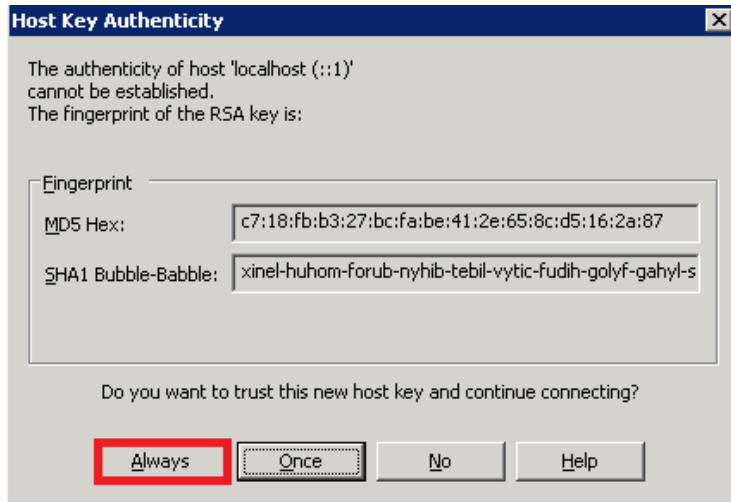 Host Key Authenticity
The authenticity of host 'localhost (::1)'
cannot be established.
The fingerprint of the RSA key is:
Fingerprint
MD5 Hex: c7:18:fb:b3:27:bc:fa:be:41:2e:65:8c:d5:16:2a:87
SHA1 Bubble-Babble: xinel-huhom-forub-nyhib-tebil-vytic-fudih-golyf-gahyl-s
Do you want to trust this new host key and continue connecting?
Always Once No Help